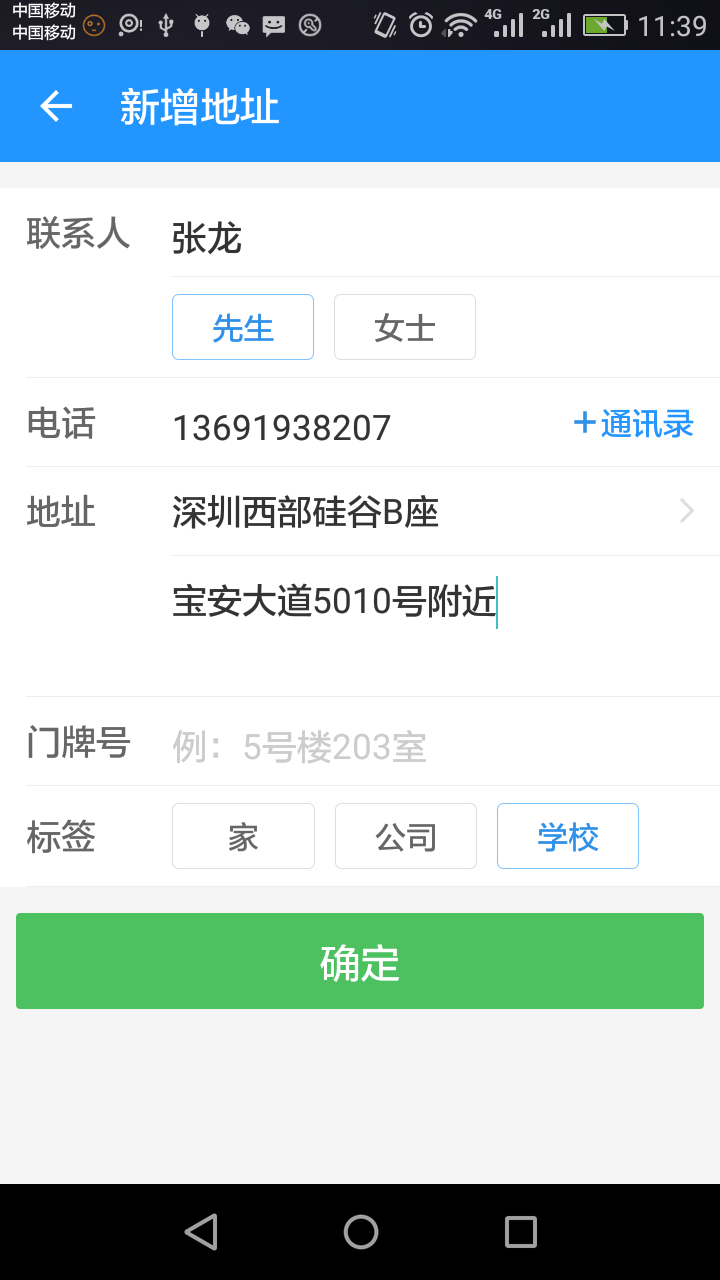 中国移动 4G 2G 11:39
中国移动
新增地址
联系人 张龙
先生 女士
电话 13691938207 +通讯录
地址 深圳西部硅谷B座
宝安大道5010号附近
门牌号 例：5号楼203室
标签 家 公司 学校
确定